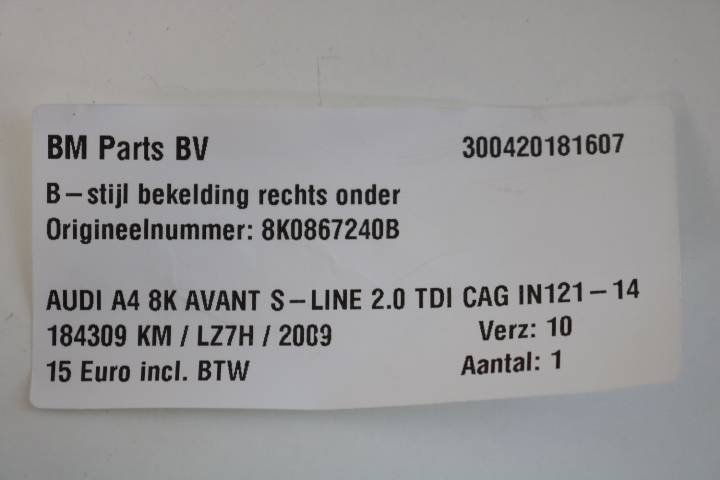 BM Parts BV 300420181607
B-stijl bekelding rechts onder
Origineelnummer: 8K0867240B
AUDI A4 8K AVANT S-LINE 2.0 TDI CAG IN121-14
184309 KM / LZ7H / 2009 Verz: 10
15 Euro incl. BTW Aantal: 1